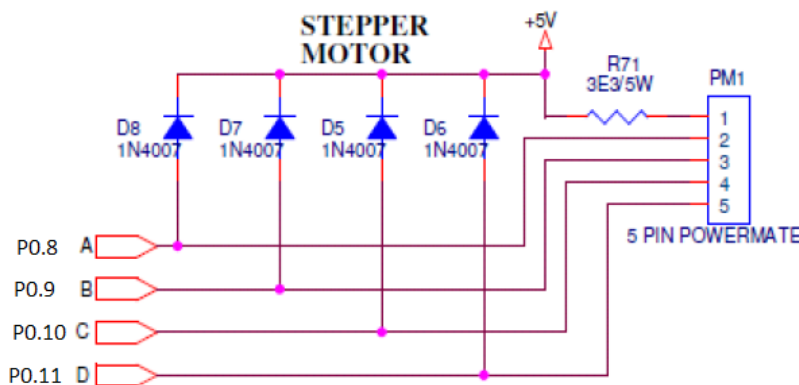 STEPPER
MOTOR
+5V
R71
3E3/5W
PM1
D8
1N4007
D7
1N4007
D5
1N4007
D6
1N4007
1
2
3
4
5
5 PIN POWERMATE
P0.8 A
P0.9 B
P0.10 C
P0.11 D